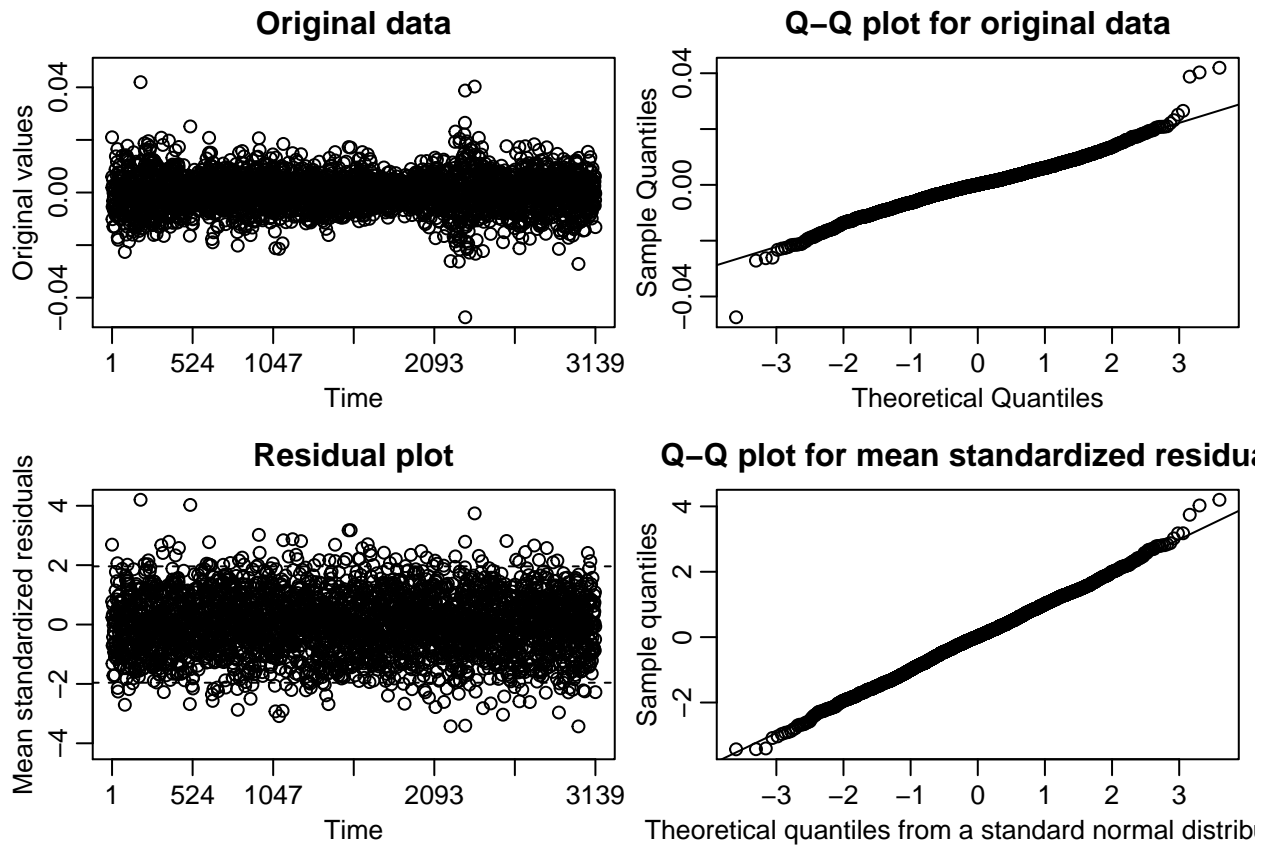 Original data
Original values
0.04
0.00
−0.04
1 524 1047 2093 3139
Time
Q−Q plot for original data
Sample Quantiles
0.04
0.00
−0.04
−3 −2 −1 0 1 2 3
Theoretical Quantiles
Residual plot
Mean standardized residuals
4
2
0
−2
−4
1 524 1047 2093 3139
Time
Q−Q plot for mean standardized residua
Sample quantiles
4
2
0
−2
−3 −2 −1 0 1 2 3
Theoretical quantiles from a standard normal distribu